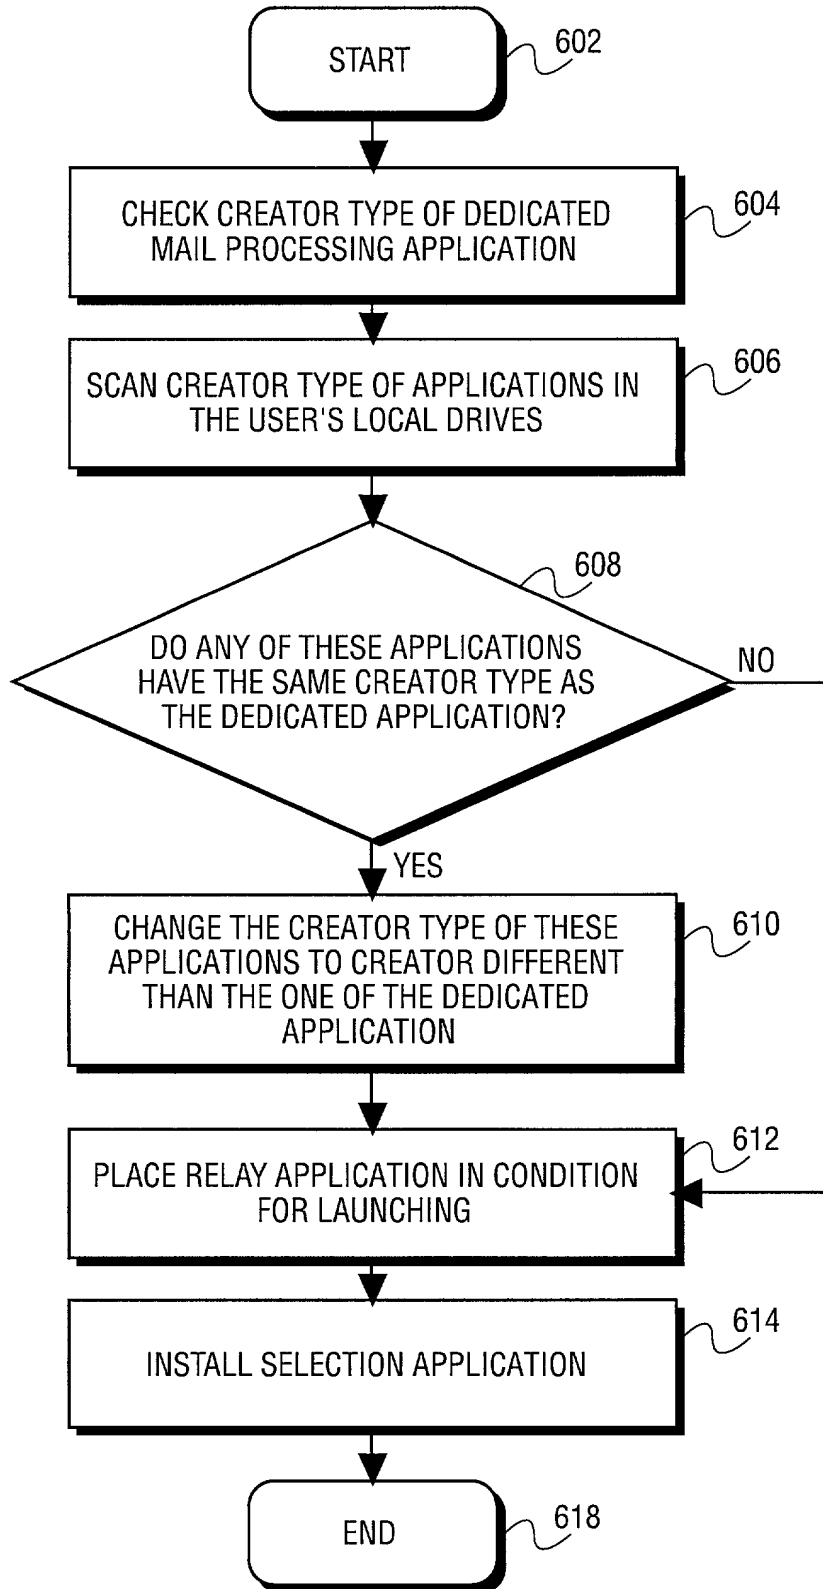 START
602
CHECK CREATOR TYPE OF DEDICATED
MAIL PROCESSING APPLICATION
604
SCAN CREATOR TYPE OF APPLICATIONS IN
THE USER'S LOCAL DRIVES
606
608
DO ANY OF THESE APPLICATIONS
HAVE THE SAME CREATOR TYPE AS
THE DEDICATED APPLICATION?
NO
YES
CHANGE THE CREATOR TYPE OF THESE
APPLICATIONS TO CREATOR DIFFERENT
THAN THE ONE OF THE DEDICATED
APPLICATION
610
PLACE RELAY APPLICATION IN CONDITION
FOR LAUNCHING
612
INSTALL SELECTION APPLICATION
614
END
618